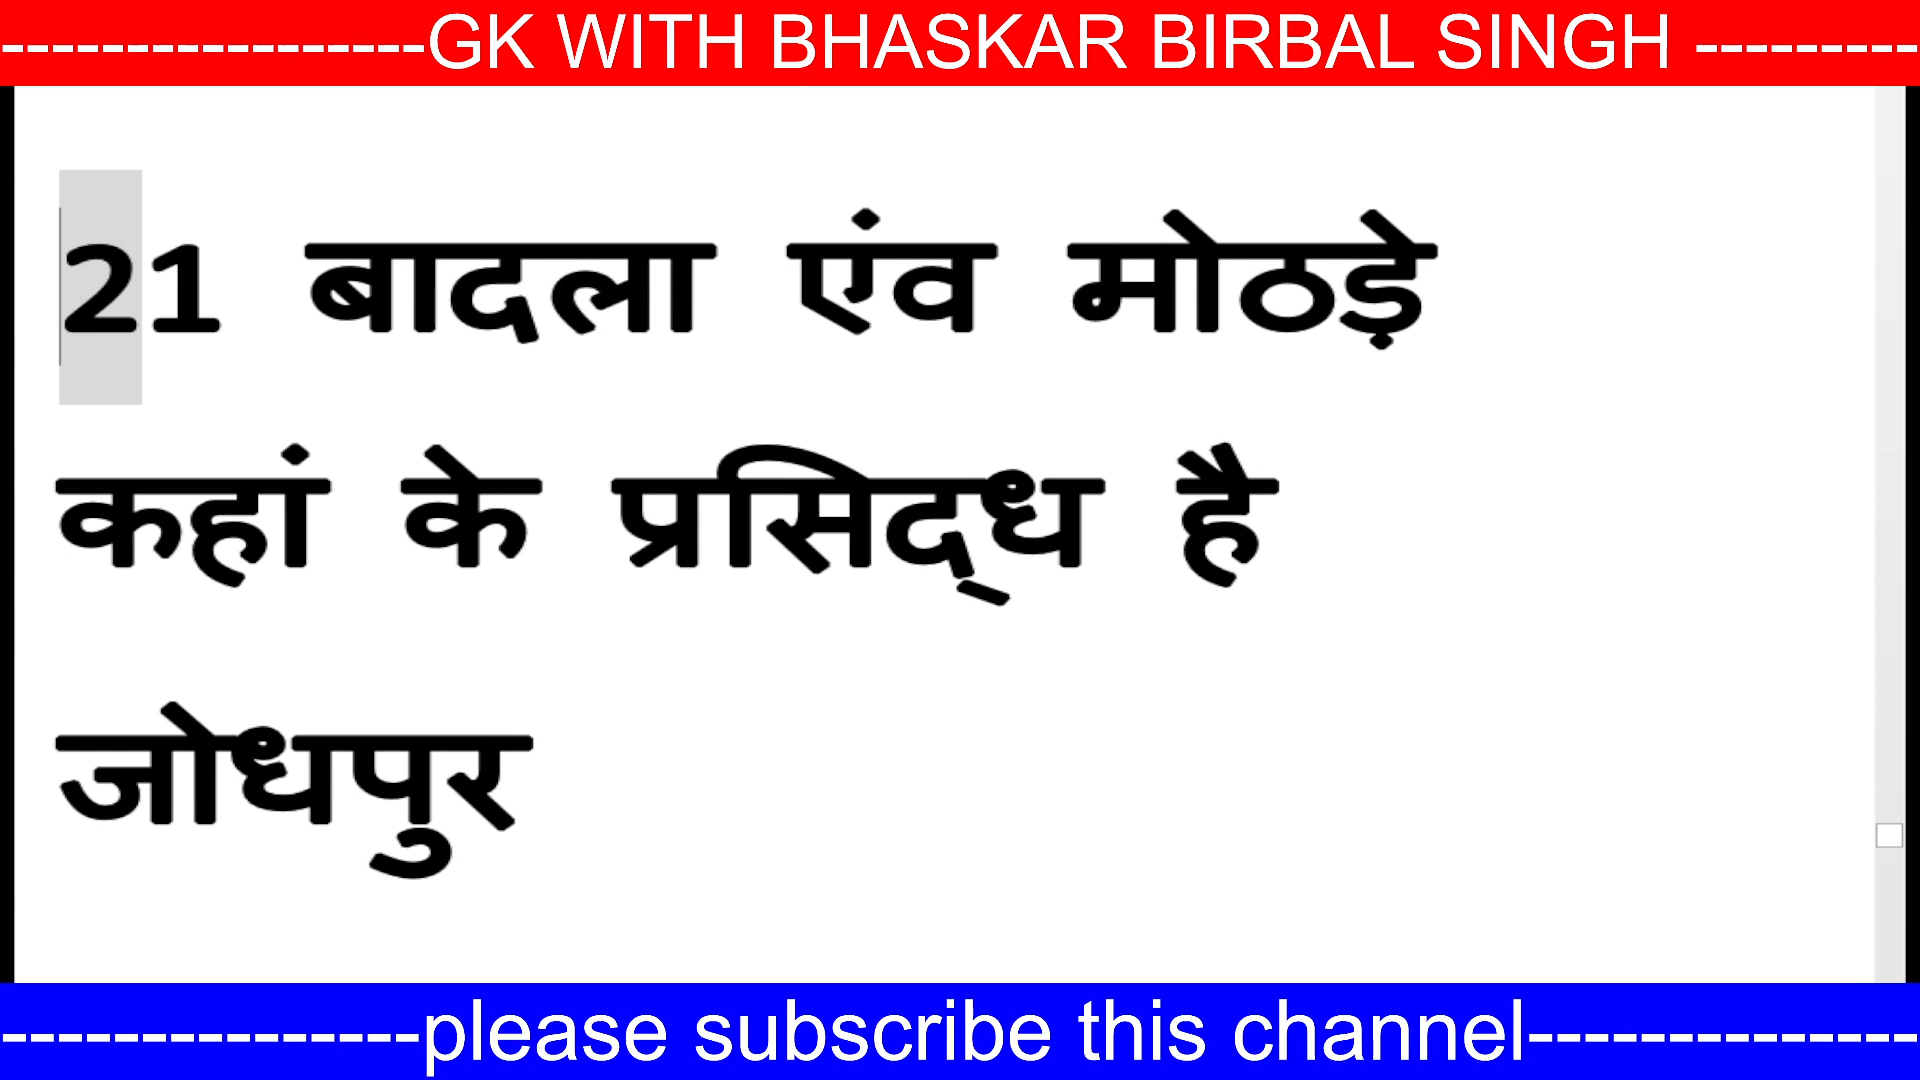 -----------------GK WITH BHASKAR BIRBAL SINGH ---------
21 बादला एंव मोठड़े
कहां के प्रसिद्ध है
जोधपुर
---------------please subscribe this channel--------------